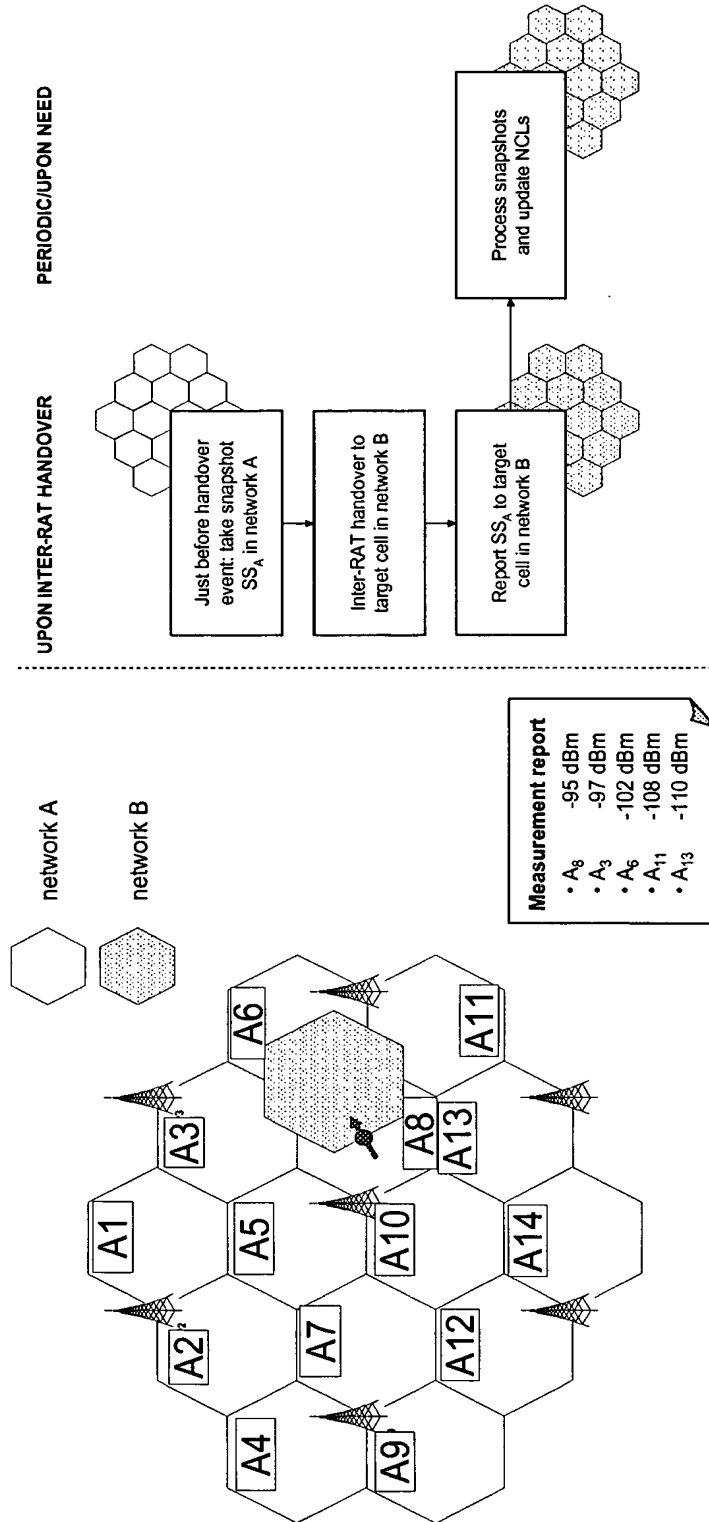 network A
network B
A1
A2
2
A3
3
A4
A5
A6
A7
A8
A9
A10
A11
A12
A13
A14
Measurement report
• A8 -95 dBm
• A3 -97 dBm
• A6 -102 dBm
• A11 -108 dBm
• A13 -110 dBm
UPON INTER-RAT HANDOVER
Just before handover
event: take snapshot
SSA in network A
Inter-RAT handover to
target cell in network B
Report SSA to target
cell in network B
PERIODIC/UPON NEED
Process snapshots
and update NCLs